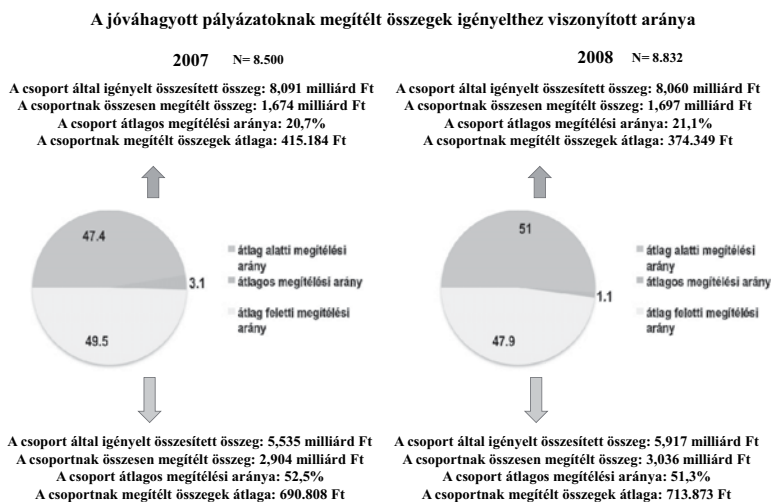 A jóváhagyott pályázatoknak megítélt összegek igényelthez viszonyított aránya
2007 N= 8.500
A csoport által igényelt összesített összeg: 8,091 milliárd Ft
A csoportnak összesen megítélt összeg: 1,674 milliárd Ft
A csoport átlagos megítélési aránya: 20,7%
A csoportnak megítélt összegek átlaga: 415.184 Ft
47.4
3.1
49.5
átlag alatti megítélési
arány
átlagos megítélési arány
átlag feletti megítélési
arány
A csoport által igényelt összesített összeg: 5,535 milliárd Ft
A csoportnak összesen megítélt összeg: 2,904 milliárd Ft
A csoport átlagos megítélési aránya: 52,5%
A csoportnak megítélt összegek átlaga: 690.808 Ft
2008 N= 8.832
A csoport által igényelt összesített összeg: 8,060 milliárd Ft
A csoportnak összesen megítélt összeg: 1,697 milliárd Ft
A csoport átlagos megítélési aránya: 21,1%
A csoportnak megítélt összegek átlaga: 374.349 Ft
51
1.1
47.9
átlag alatti megítélési
arány
átlagos megítélési arány
átlag feletti megítélési
arány
A csoport által igényelt összesített összeg: 5,917 milliárd Ft
A csoportnak összesen megítélt összeg: 3,036 milliárd Ft
A csoport átlagos megítélési aránya: 51,3%
A csoportnak megítélt összegek átlaga: 713.873 Ft